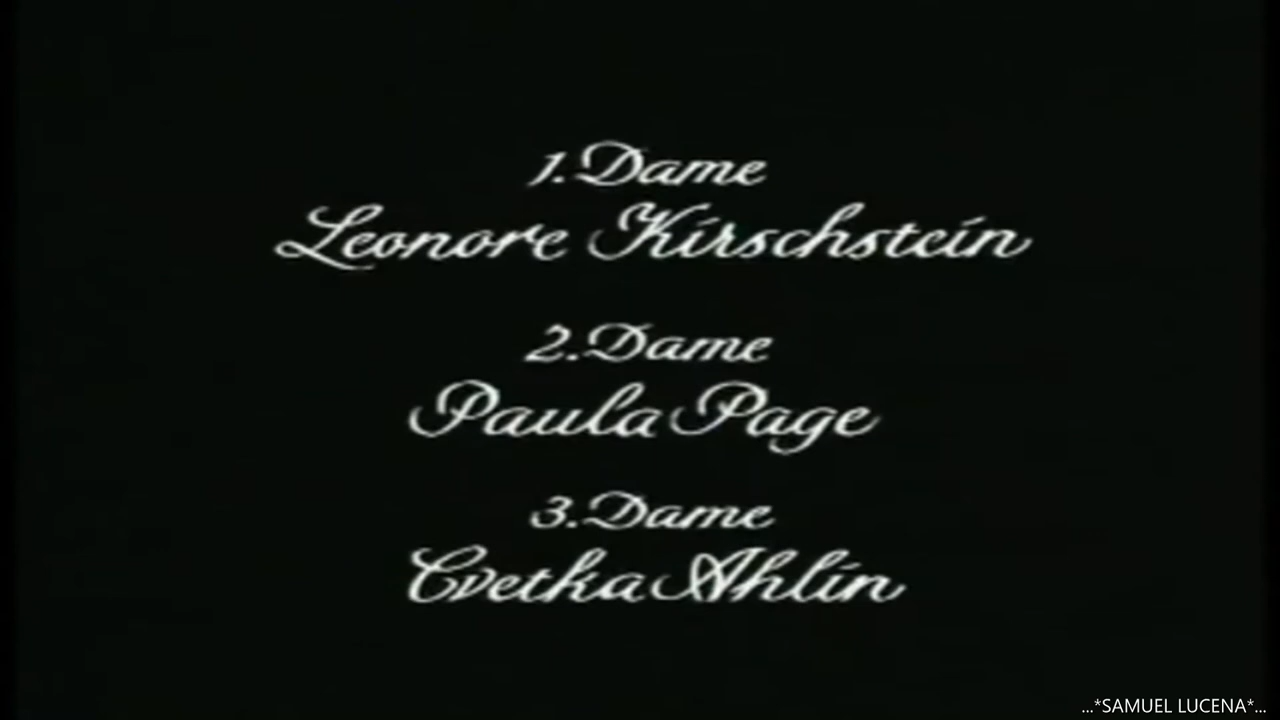 1. Dame
Leonore Kirschstein
2. Dame
Paula Page
3. Dame
Cvetka Ahlin
...*SAMUEL LUCENA*...